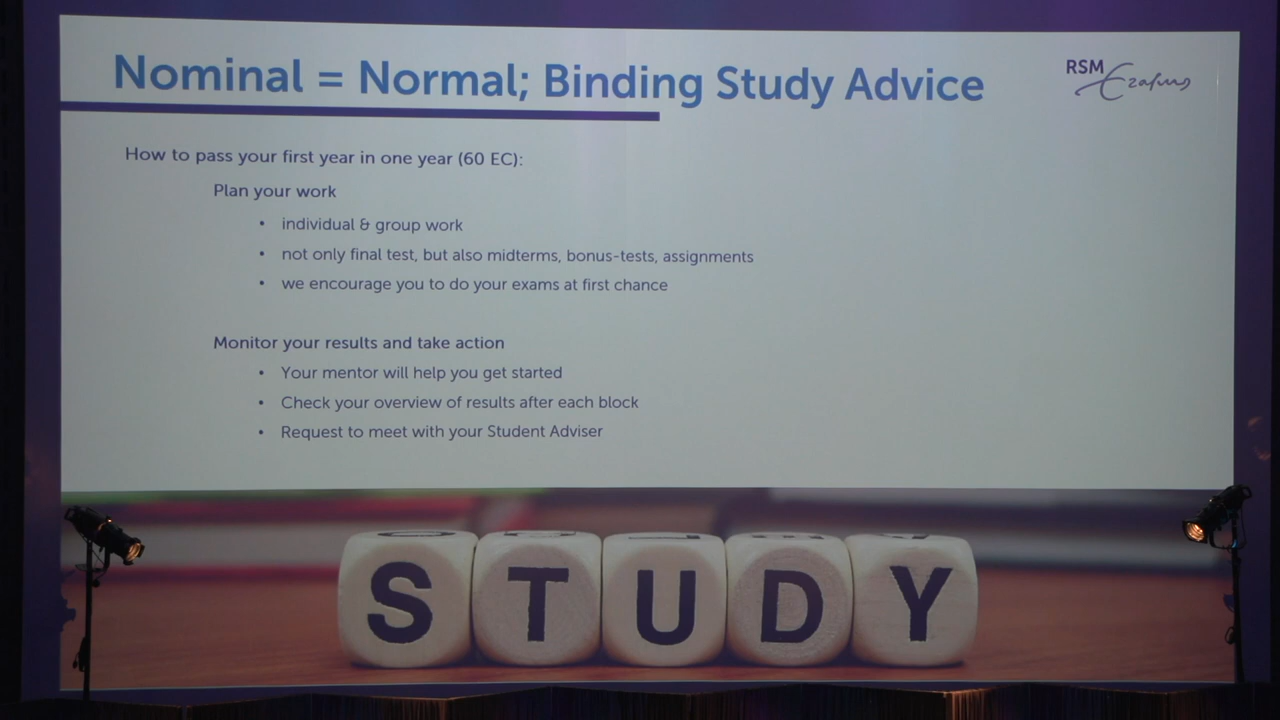 Nominal = Normal; Binding Study Advice
RSM
Erasmus
How to pass your first year in one year (60 EC):
Plan your work
• individual & group work
• not only final test, but also midterms, bonus-tests, assignments
• we encourage you to do your exams at first chance
Monitor your results and take action
• Your mentor will help you get started
• Check your overview of results after each block
• Request to meet with your Student Adviser
STUDY